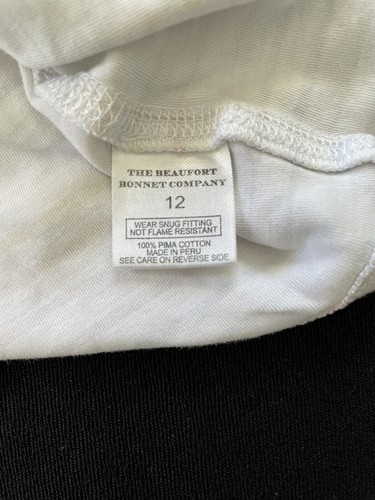 THE BEAUFORT
BONNET COMPANY
12
WEAR SNUG FITTING
NOT FLAME RESISTANT
100% PIMA COTTON
MADE IN PERU
SEE CARE ON REVERSE SIDE